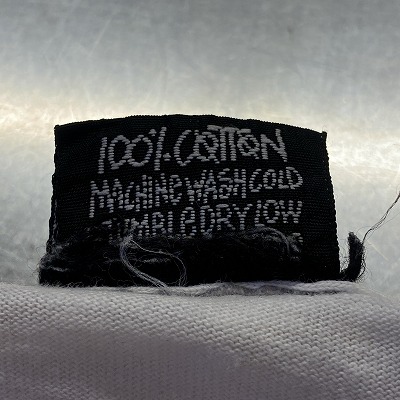 100% COTTON
MACHINE WASH COLD
TUMBLE DRY LOW